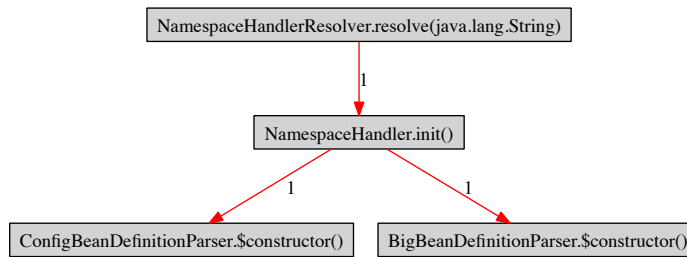 NamespaceHandlerResolver.resolve(java.lang.String)
1
NamespaceHandler.init()
1
1
ConfigBeanDefinitionParser.$constructor()
BigBeanDefinitionParser.$constructor()